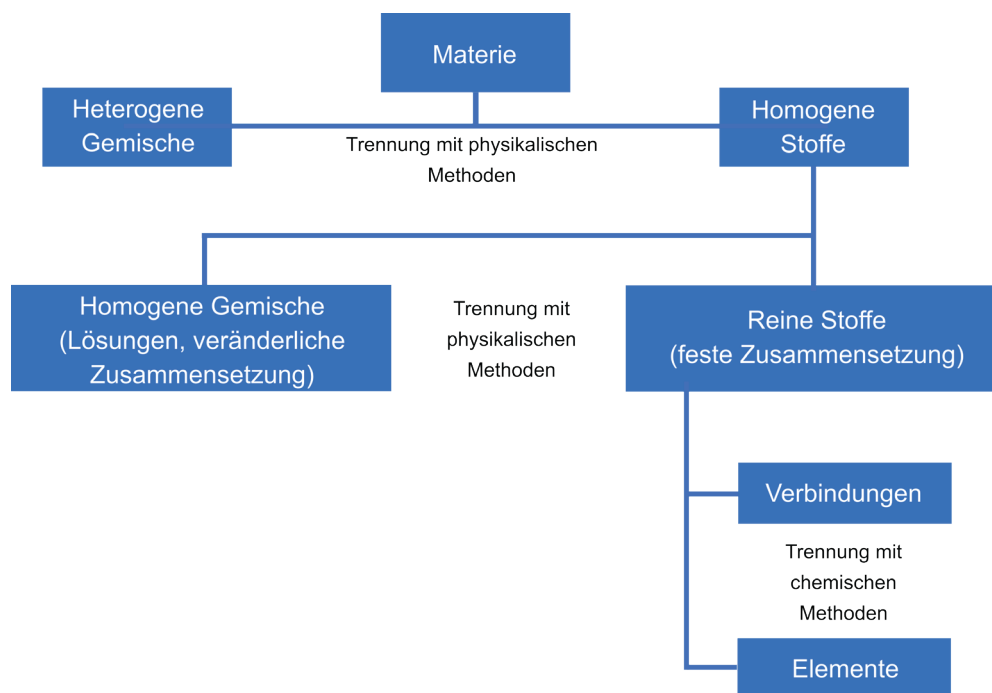 Materie
Heterogene
Gemische
Homogene
Stoffe
Trennung mit physikalischen
Methoden
Homogene Gemische
(Lösungen, veränderliche
Zusammensetzung)
Trennung mit
physikalischen
Methoden
Reine Stoffe
(feste Zusammensetzung)
Verbindungen
Trennung mit
chemischen
Methoden
Elemente